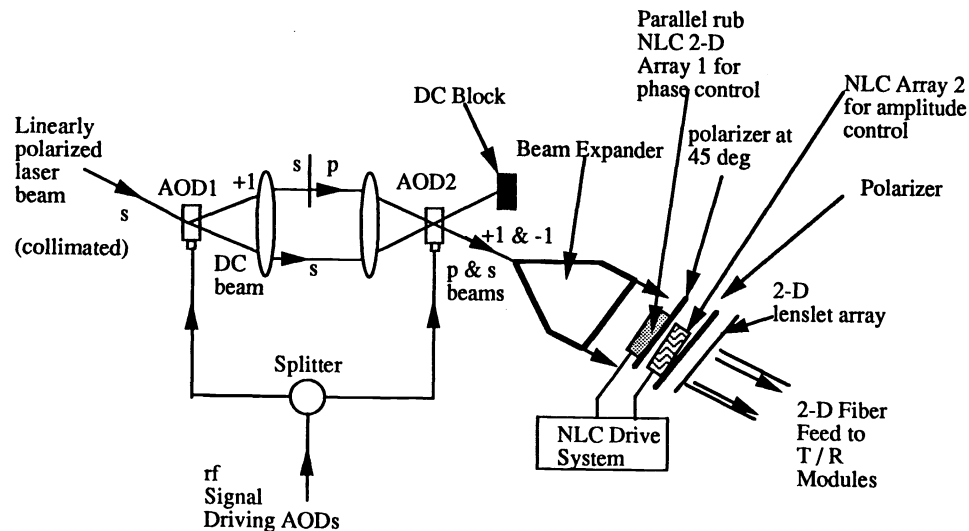 Parallel rub
NLC 2-D
Array 1 for
phase control
NLC Array 2
for amplitude
control
DC Block
polarizer at
45 deg
Linearly
polarized
laser
beam
s
(collimated)
AOD1
+1
s
p
AOD2
Beam Expander
Polarizer
DC
beam
s
+1 & -1
p & s
beams
2-D
lenslet array
Splitter
NLC Drive
System
2-D Fiber
Feed to
T / R
Modules
rf
Signal
Driving AODs